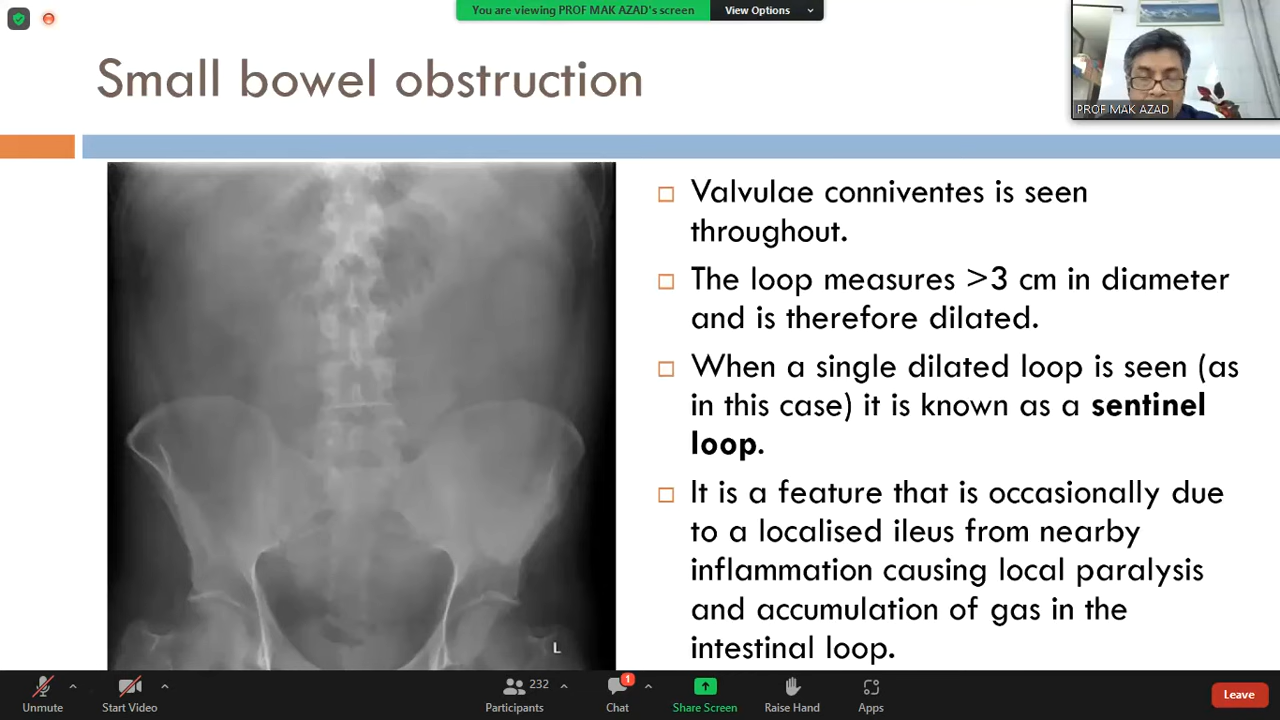 You are viewing PROF MAK AZAD's screen
View Options
PROF MAK AZAD
Small bowel obstruction
Valvulae conniventes is seen
throughout.
The loop measures >3 cm in diameter
and is therefore dilated.
When a single dilated loop is seen (as
in this case) it is known as a sentinel
loop.
It is a feature that is occasionally due
to a localised ileus from nearby
inflammation causing local paralysis
and accumulation of gas in the
intestinal loop.
L
Unmute
Start Video
232
Participants
1
Chat
Share Screen
Raise Hand
Apps
Leave